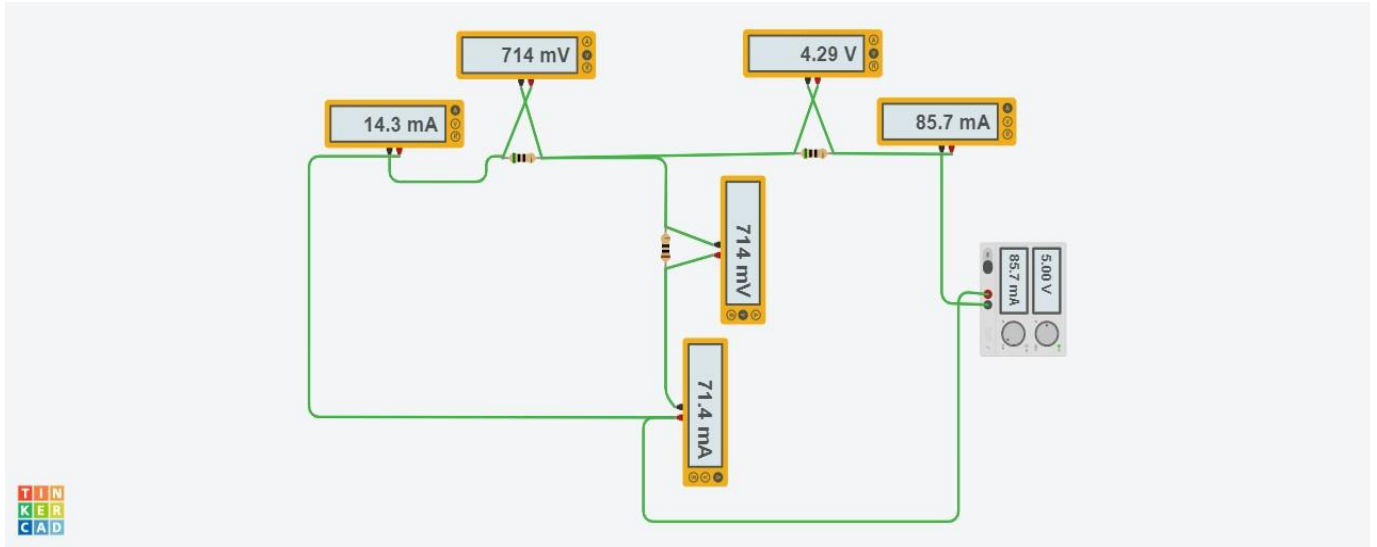 714 mV
4.29 V
14.3 mA
85.7 mA
714 mV
5.00 V
85.7 mA
71.4 mA
TIN
KER
CAD